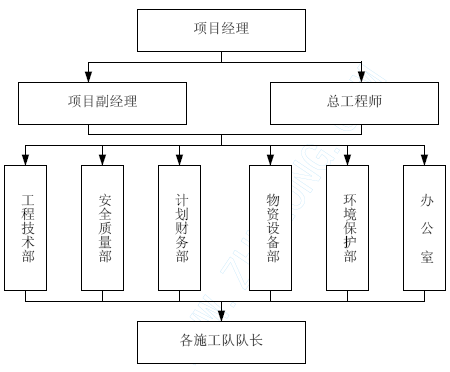 项目经理
项目副经理
总工程师
工程技术部
安全质量部
计划财务部
物资设备部
环境保护部
办公室
各施工队队长